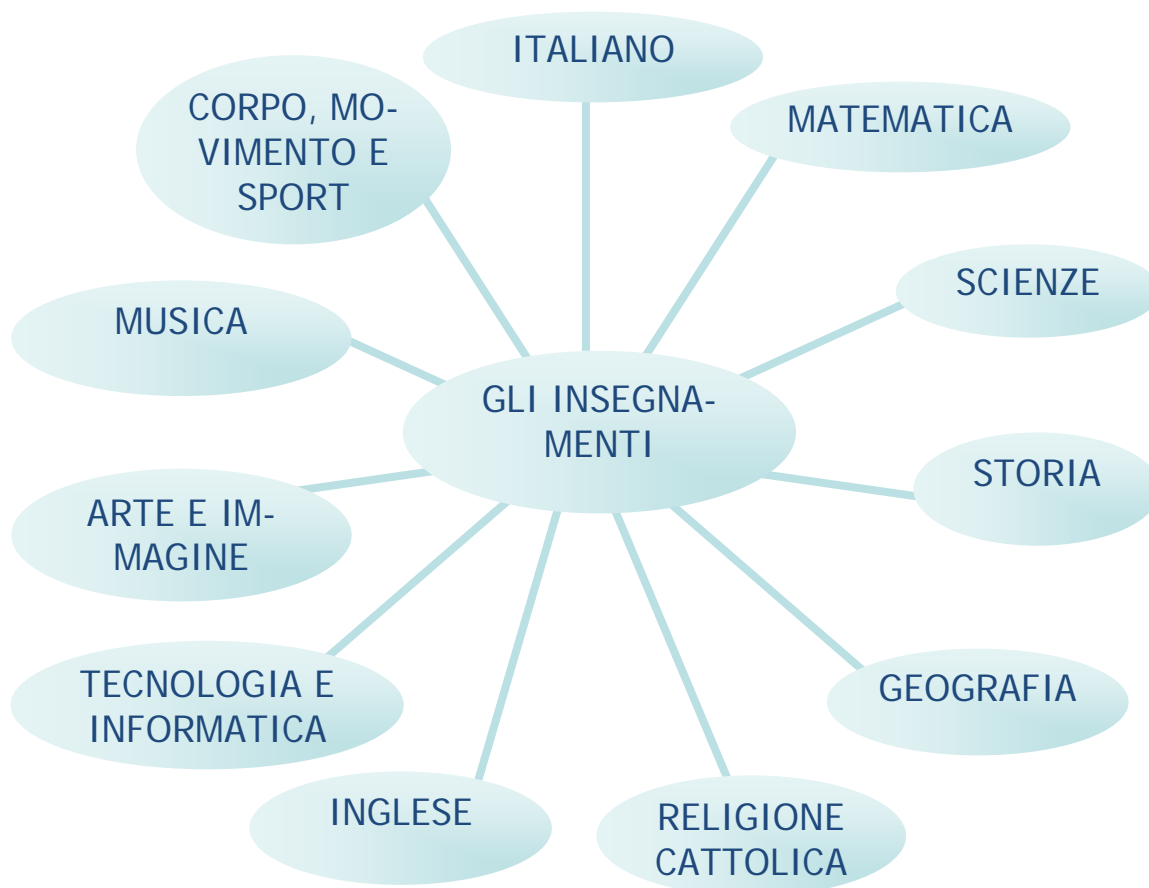 ITALIANO
CORPO, MO-
VIMENTO E
SPORT
MATEMATICA
SCIENZE
MUSICA
GLI INSEGNA-
MENTI
STORIA
ARTE E IM-
MAGINE
TECNOLOGIA E
INFORMATICA
GEOGRAFIA
INGLESE
RELIGIONE
CATTOLICA